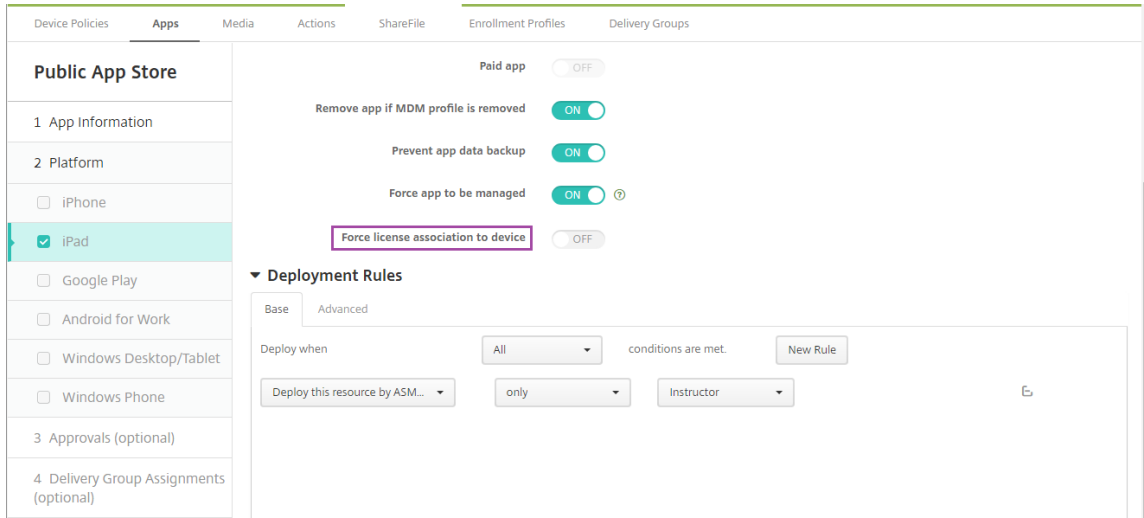 Device Policies Apps Media Actions ShareFile Enrollment Profiles Delivery Groups
Public App Store
1 App Information
2 Platform
iPhone
iPad
Google Play
Android for Work
Windows Desktop/Tablet
Windows Phone
3 Approvals (optional)
4 Delivery Group Assignments
(optional)
Paid app OFF
Remove app if MDM profile is removed ON
Prevent app data backup ON
Force app to be managed ON ?
Force license association to device OFF
Deployment Rules
Base Advanced
Deploy when All conditions are met. New Rule
Deploy this resource by ASM... only Instructor